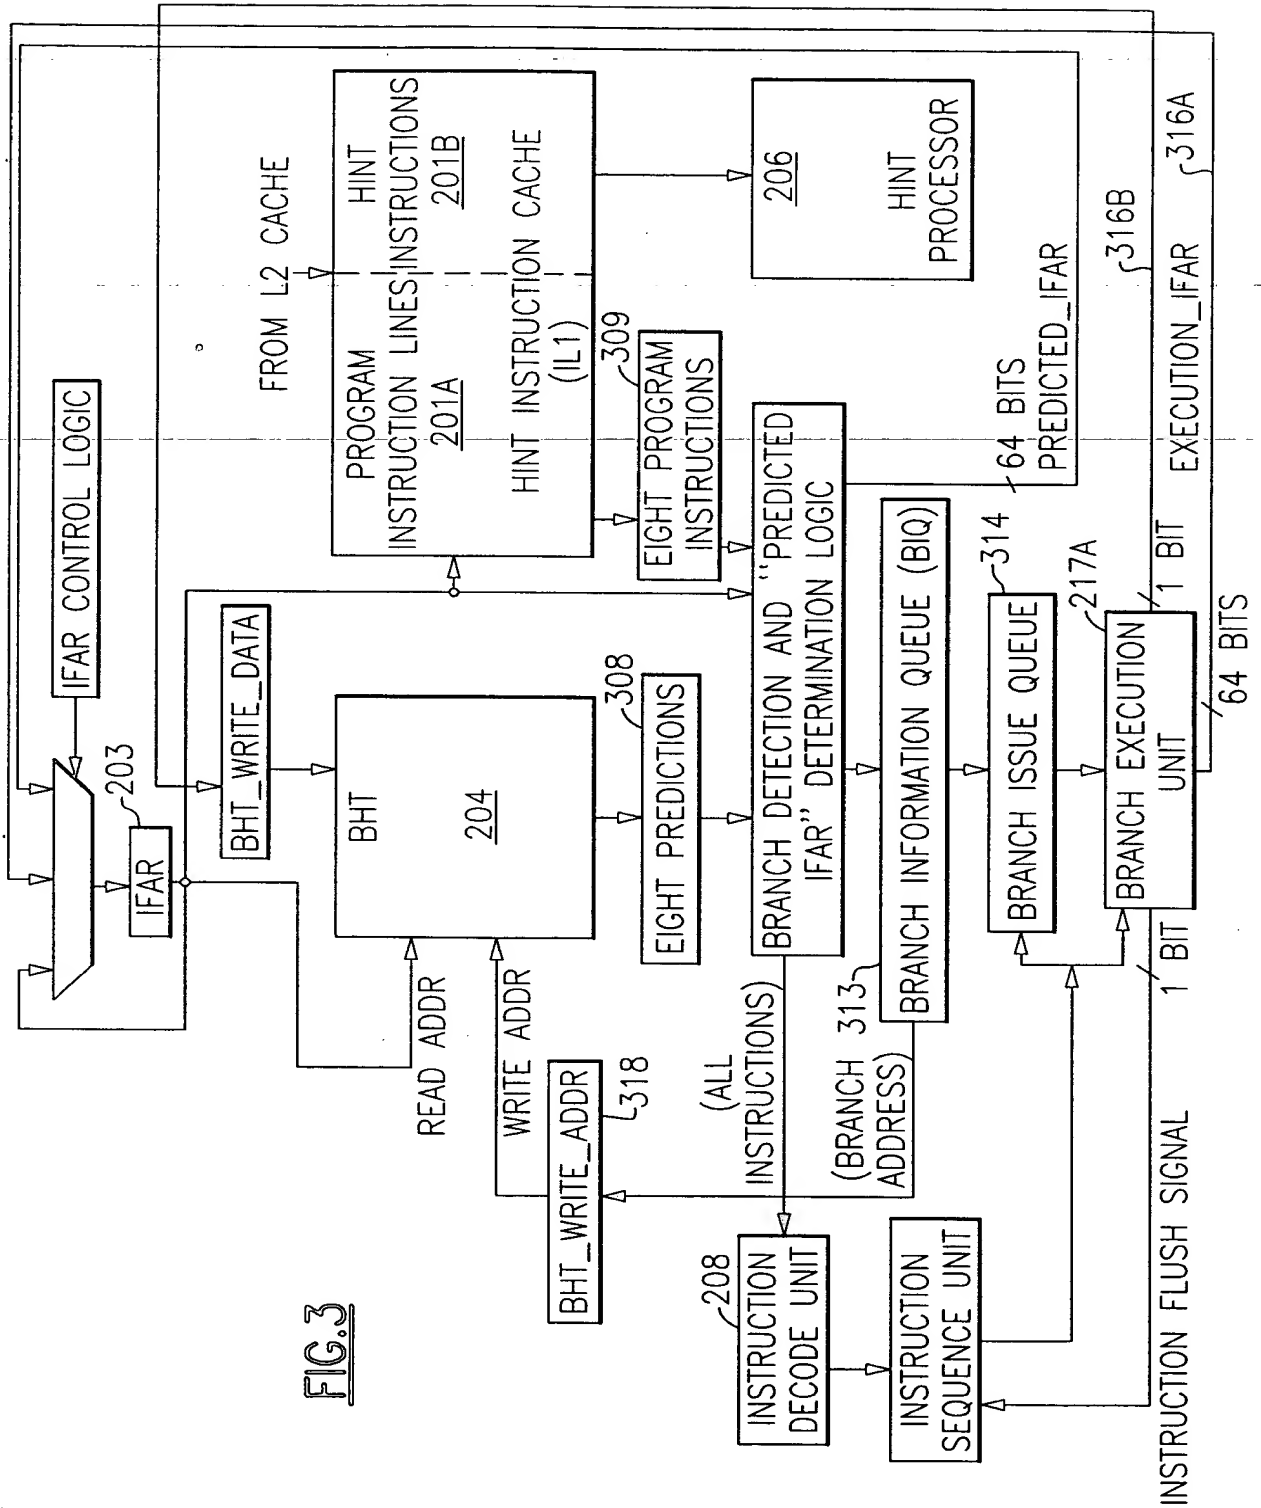 FIG.3
IFAR CONTROL LOGIC
203
IFAR
BHT_WRITE_DATA
FROM L2 CACHE
PROGRAM
INSTRUCTION LINES
201A
HINT
INSTRUCTIONS
201B
HINT INSTRUCTION CACHE
(IL1)
206
HINT
PROCESSOR
BHT
204
READ ADDR
WRITE ADDR
BHT_WRITE_ADDR
318
308
EIGHT PREDICTIONS
309
EIGHT PROGRAM
INSTRUCTIONS
BRANCH DETECTION AND "PREDICTED
IFAR" DETERMINATION LOGIC
64 BITS
PREDICTED_IFAR
(ALL
INSTRUCTIONS)
(BRANCH
ADDRESS)
313
BRANCH INFORMATION QUEUE (BIQ)
314
BRANCH ISSUE QUEUE
217A
BRANCH EXECUTION
UNIT
208
INSTRUCTION
DECODE UNIT
INSTRUCTION
SEQUENCE UNIT
INSTRUCTION FLUSH SIGNAL
1 BIT
1 BIT
64 BITS
EXECUTION_IFAR
316B
316A